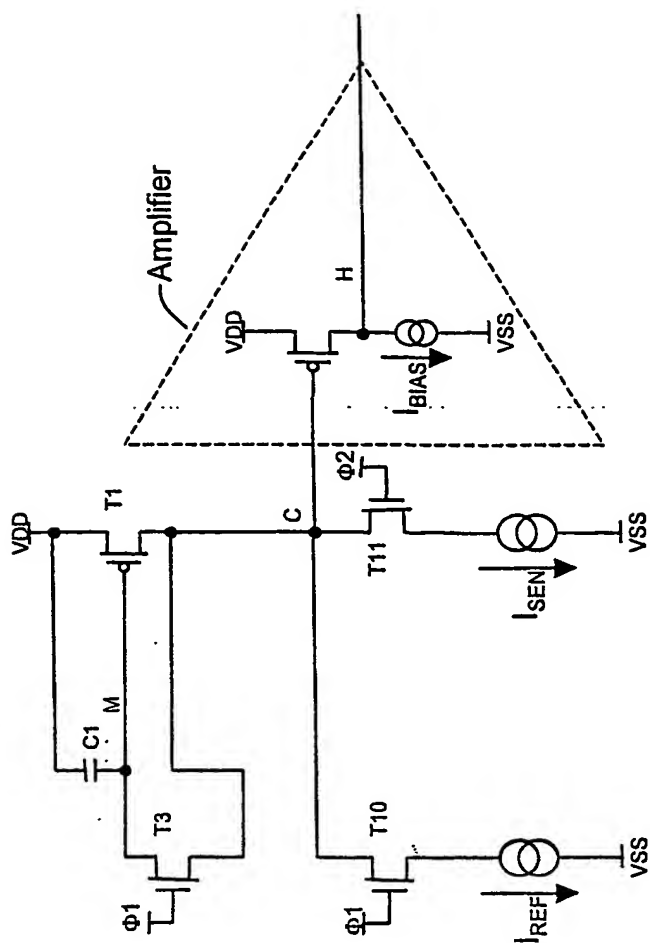 Amplifier
VDD
T1
M
C1
T3
Φ1
VDD
H
I_BIAS
VSS
Φ2
C
T11
I_SEN
VSS
T10
Φ1
I_REF
VSS